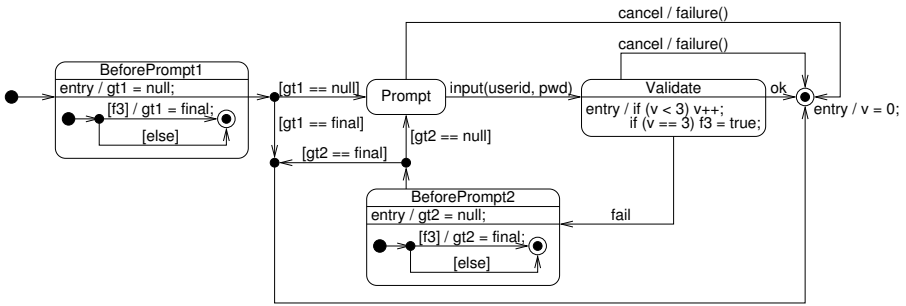 cancel / failure()
cancel / failure()
BeforePrompt1
entry / gt1 = null;
[f3] / gt1 = final;
[else]
[gt1 == null]
[gt1 == final]
Prompt
input(userid, pwd)
Validate
entry / if (v < 3) v++;
if (v == 3) f3 = true;
ok
entry / v = 0;
[gt2 == null]
[gt2 == final]
BeforePrompt2
entry / gt2 = null;
[f3] / gt2 = final;
[else]
fail